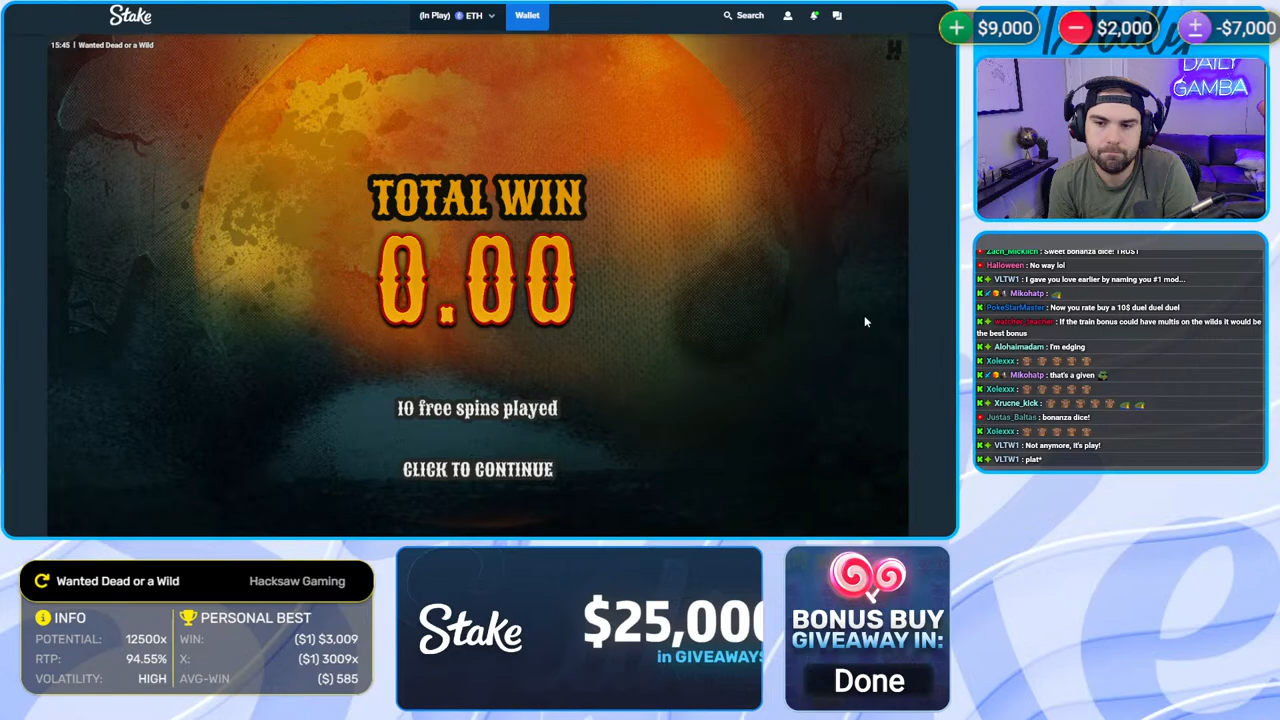 Stake
(In Play) ETH
Wallet
Search
$9,000
$2,000
-$7,000
15:45 | Wanted Dead or a Wild
DAILY
GAMBA
TOTAL WIN
0.00
10 free spins played
CLICK TO CONTINUE
Zach_Micklich : Sweet bonanza dice! TRUST
Halloween : No way lol
VLTW1 : I gave you love earlier by naming you #1 mod...
Mikohatp :
PokeStarMaster : Now you rate buy a 10$ duel duel duel
: If the train bonus could have multis on the wilds it would be
the best bonus
Alohaimadam : I'm edging
Xolexxx :
Mikohatp : that's a given
Xolexxx :
Xrucne_kick :
Justas_Baltas : bonanza dice!
Xolexxx :
VLTW1 : Not anymore, it's play!
VLTW1 : plat*
Wanted Dead or a Wild
Hacksaw Gaming
INFO
PERSONAL BEST
POTENTIAL: 12500x
WIN: ($1) $3,009
RTP: 94.55%
X: ($1) 3009x
VOLATILITY: HIGH
AVG-WIN ($) 585
Stake
$25,000
in GIVEAWAYS
BONUS BUY
GIVEAWAY IN:
Done